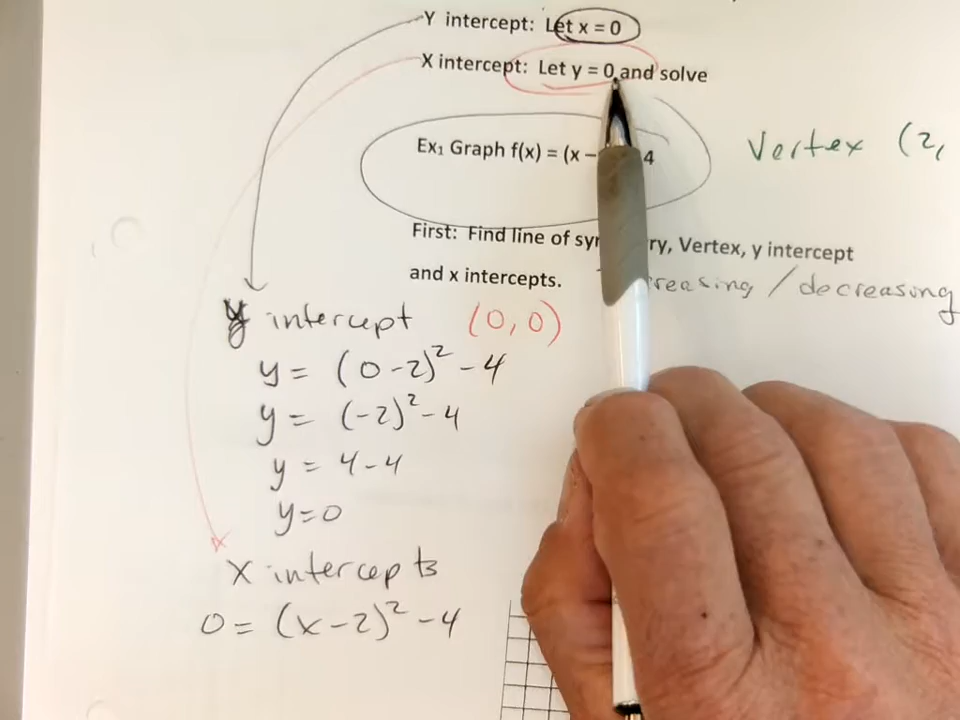 Y intercept: Let x = 0
X intercept: Let y = 0 and solve
Ex₁ Graph f(x) = (x – 4
Vertex (2,
First: Find line of sy ry, Vertex, y intercept
and x intercepts.
reasing / decreasing
y intercept (0,0)
y = (0-2)² - 4
y = (-2)² - 4
y = 4-4
y=0
X intercepts
0 = (x-2)² - 4